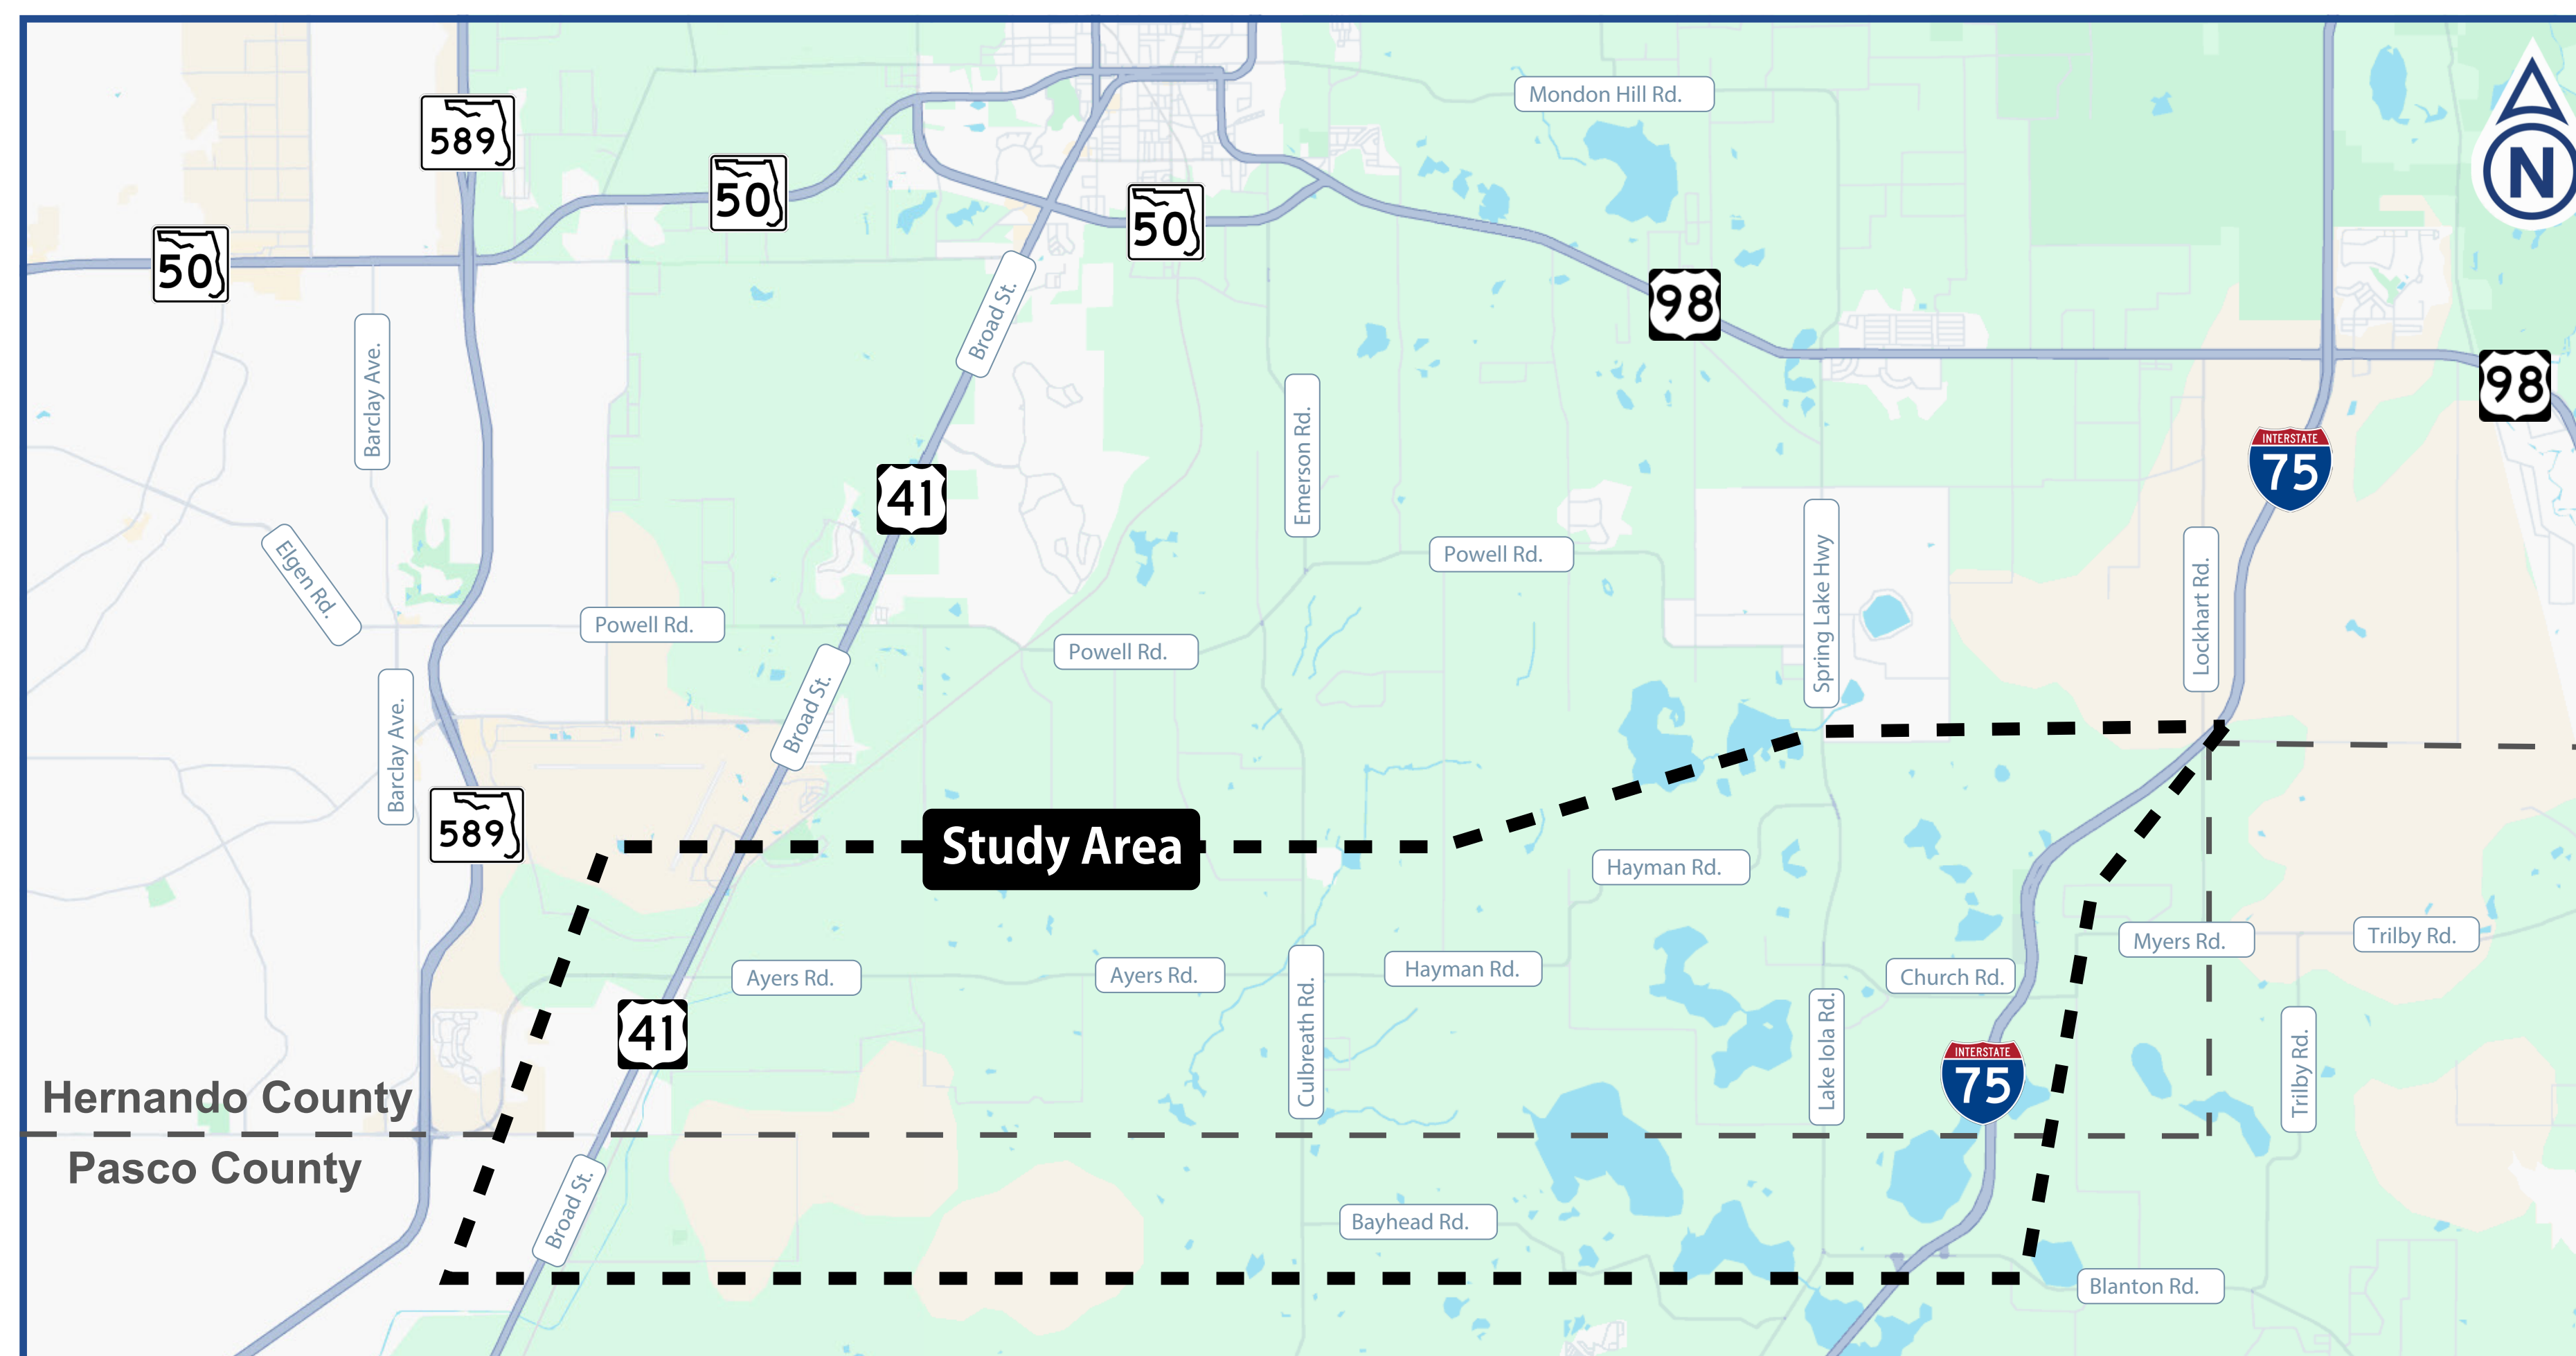 Mondon Hill Rd.
N
589
50
50
50
98
Broad St.
Barclay Ave.
98
INTERSTATE
75
Emerson Rd.
41
Elgen Rd.
Powell Rd.
Spring Lake Hwy
Lockhart Rd.
Powell Rd.
Powell Rd.
Broad St.
Barclay Ave.
589
Study Area
Hayman Rd.
Myers Rd.
Trilby Rd.
Ayers Rd.
Ayers Rd.
Hayman Rd.
Church Rd.
41
Culbreath Rd.
Lake Iola Rd.
INTERSTATE
75
Trilby Rd.
Hernando County
Pasco County
Broad St.
Bayhead Rd.
Blanton Rd.